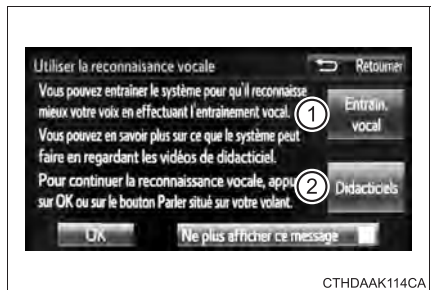 Utiliser la reconnaissance vocale
Retourner
Vous pouvez entraîner le système pour qu'il reconnaisse
mieux votre voix en effectuant l'entraînement vocal.
1
Entraîn.
vocal
Vous pouvez en savoir plus sur ce que le système peut
faire en regardant les vidéos de didacticiel.
Pour continuer la reconnaissance vocale, appu
sur OK ou sur le bouton Parler situé sur votre volant.
2
Didacticiels
OK
Ne plus afficher ce message
CTHDAAK114CA